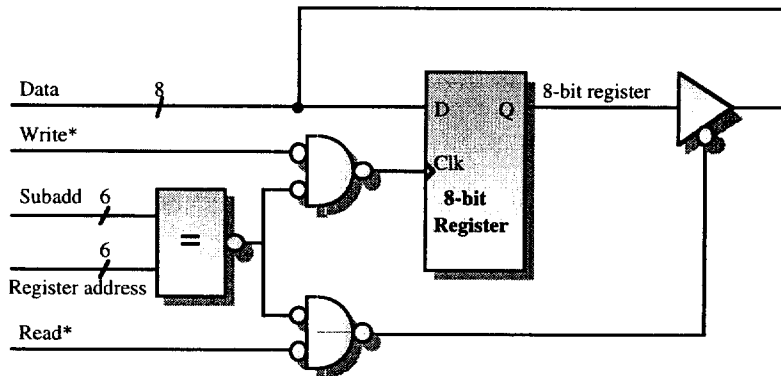 Data
8
8-bit register
D
Q
Write*
Clk
Subadd
6
8-bit
Register
=
6
Register address
Read*